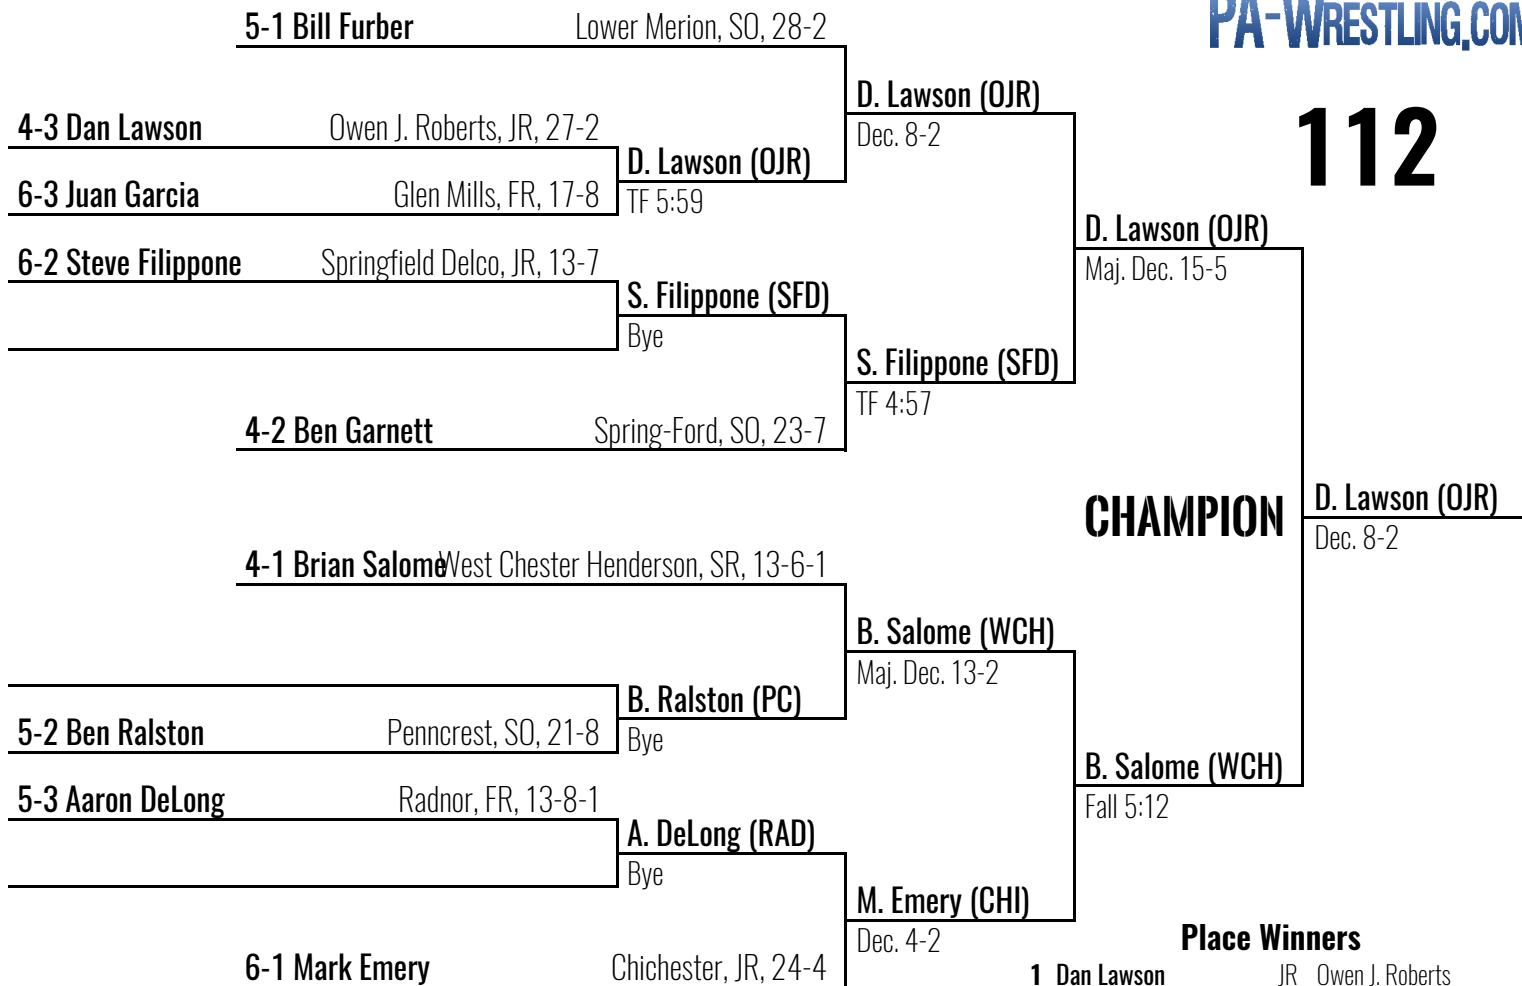 PA-WRESTLING.COM
112
5-1 Bill Furber Lower Merion, SO, 28-2
D. Lawson (OJR)
Dec. 8-2
4-3 Dan Lawson Owen J. Roberts, JR, 27-2
D. Lawson (OJR)
TF 5:59
6-3 Juan Garcia Glen Mills, FR, 17-8
D. Lawson (OJR)
Maj. Dec. 15-5
6-2 Steve Filippone Springfield Delco, JR, 13-7
S. Filippone (SFD)
Bye
S. Filippone (SFD)
TF 4:57
4-2 Ben Garnett Spring-Ford, SO, 23-7
CHAMPION
D. Lawson (OJR)
Dec. 8-2
4-1 Brian Salome West Chester Henderson, SR, 13-6-1
B. Salome (WCH)
Maj. Dec. 13-2
B. Ralston (PC)
Bye
5-2 Ben Ralston Penncrest, SO, 21-8
B. Salome (WCH)
Fall 5:12
5-3 Aaron DeLong Radnor, FR, 13-8-1
A. DeLong (RAD)
Bye
M. Emery (CHI)
Dec. 4-2
6-1 Mark Emery Chichester, JR, 24-4
Place Winners
1 Dan Lawson JR Owen J. Roberts